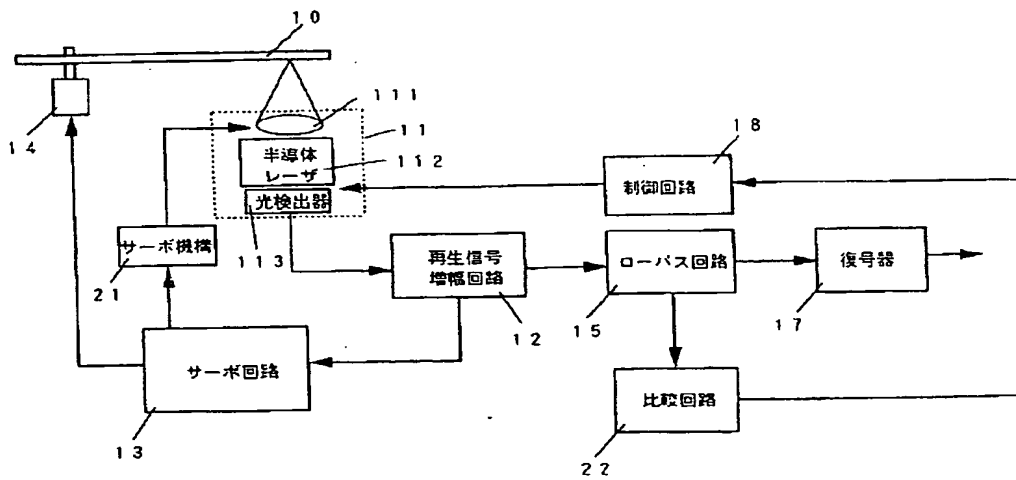 10
14
111
11
半導体
レーザ
112
光検出器
113
18
制御回路
サーボ機構
21
再生信号
増幅回路
12
ローパス回路
15
復号器
17
サーボ回路
13
比較回路
22